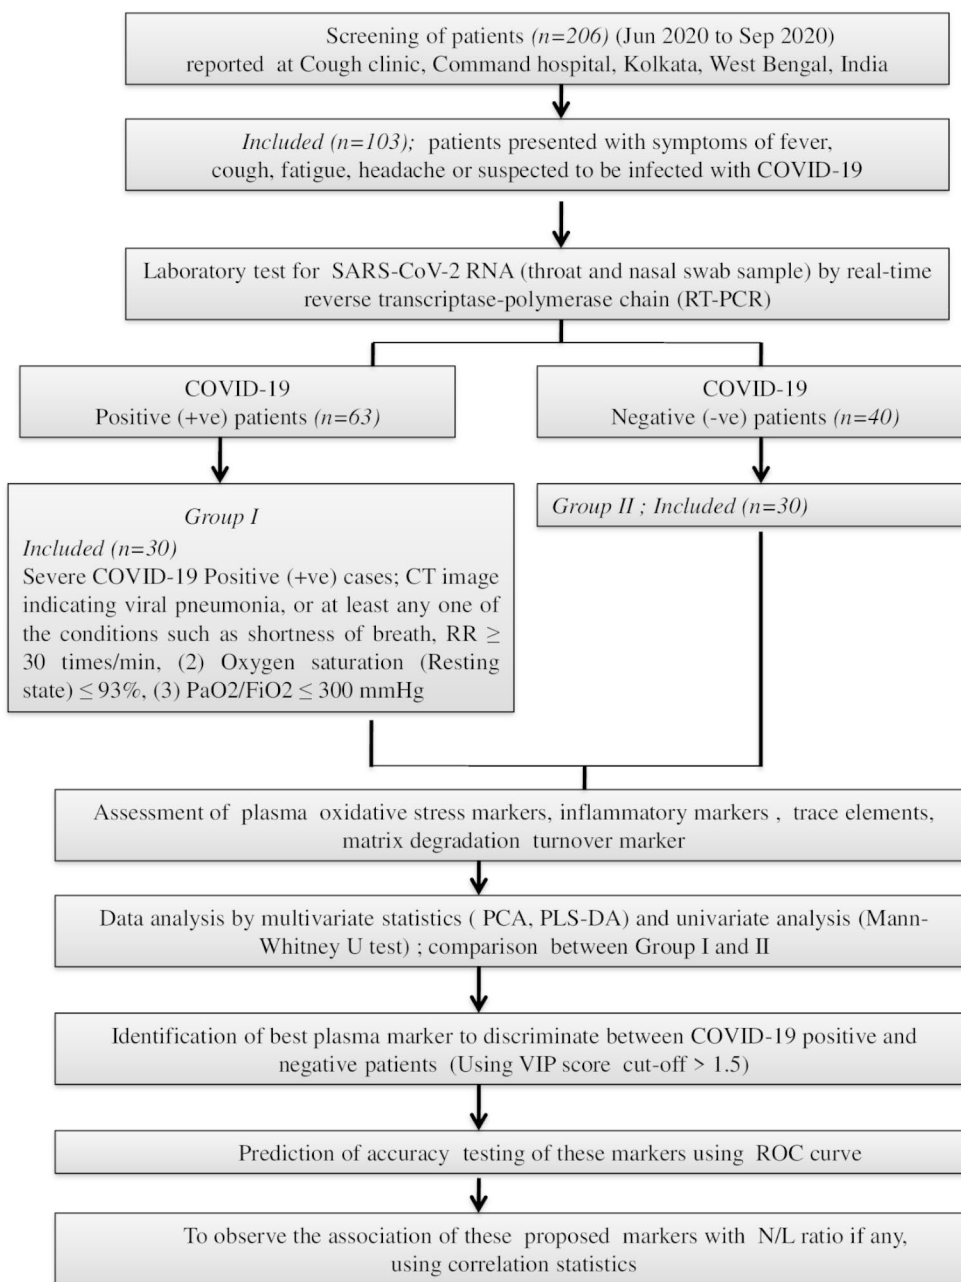 Screening of patients (n=206) (Jun 2020 to Sep 2020)
reported at Cough clinic, Command hospital, Kolkata, West Bengal, India
Included (n=103); patients presented with symptoms of fever,
cough, fatigue, headache or suspected to be infected with COVID-19
Laboratory test for SARS-CoV-2 RNA (throat and nasal swab sample) by real-time
reverse transcriptase-polymerase chain (RT-PCR)
COVID-19
Positive (+ve) patients (n=63)
COVID-19
Negative (-ve) patients (n=40)
Group I
Included (n=30)
Severe COVID-19 Positive (+ve) cases; CT image
indicating viral pneumonia, or at least any one of
the conditions such as shortness of breath, RR ≥
30 times/min, (2) Oxygen saturation (Resting
state) ≤ 93%, (3) PaO2/FiO2 ≤ 300 mmHg
Group II ; Included (n=30)
Assessment of plasma oxidative stress markers, inflammatory markers , trace elements,
matrix degradation turnover marker
Data analysis by multivariate statistics ( PCA, PLS-DA) and univariate analysis (Mann-
Whitney U test) ; comparison between Group I and II
Identification of best plasma marker to discriminate between COVID-19 positive and
negative patients (Using VIP score cut-off > 1.5)
Prediction of accuracy testing of these markers using ROC curve
To observe the association of these proposed markers with N/L ratio if any,
using correlation statistics